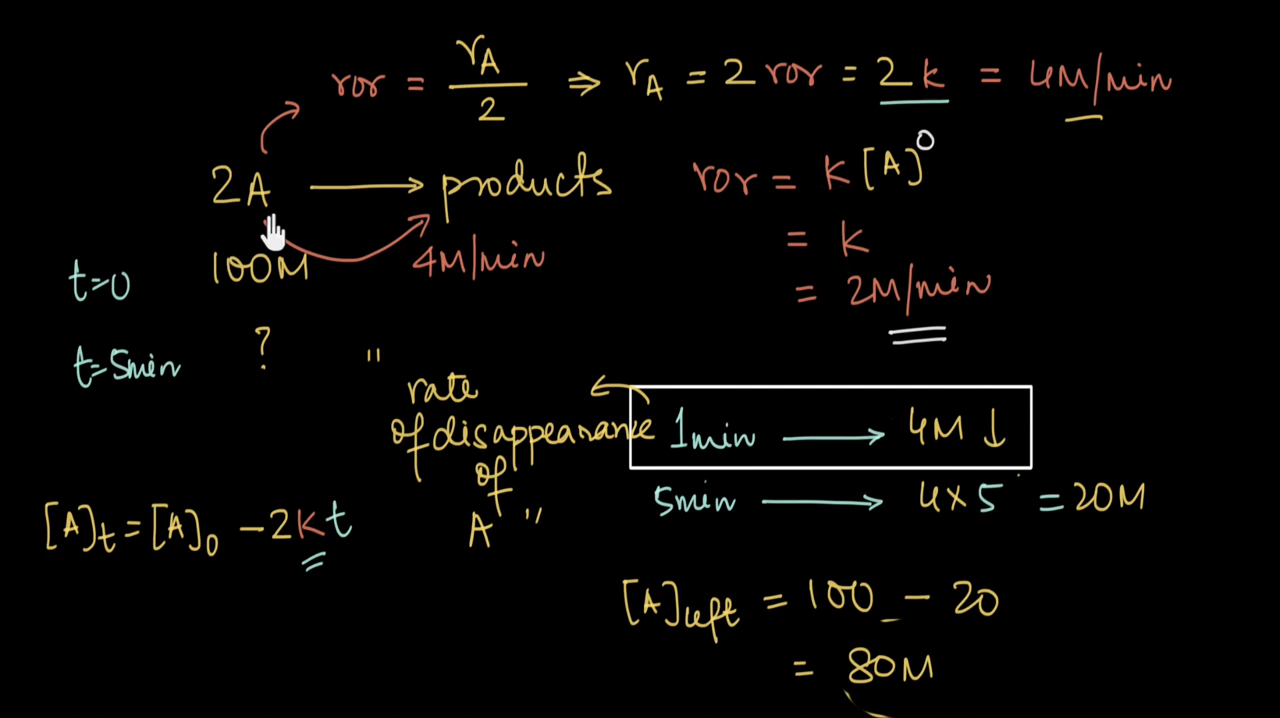 ror = rA/2 ⇒ rA = 2 ror = 2k = 4M/min
2A ⟶ products
ror = k[A]⁰
= k
= 2M/min
4M/min
t=0 100M
t=5min ?
"rate
of disappearance
of
A"
1min ⟶ 4M ↓
5min ⟶ 4×5 = 20M
[A]t = [A]₀ − 2kt
[A]left = 100 − 20
= 80M